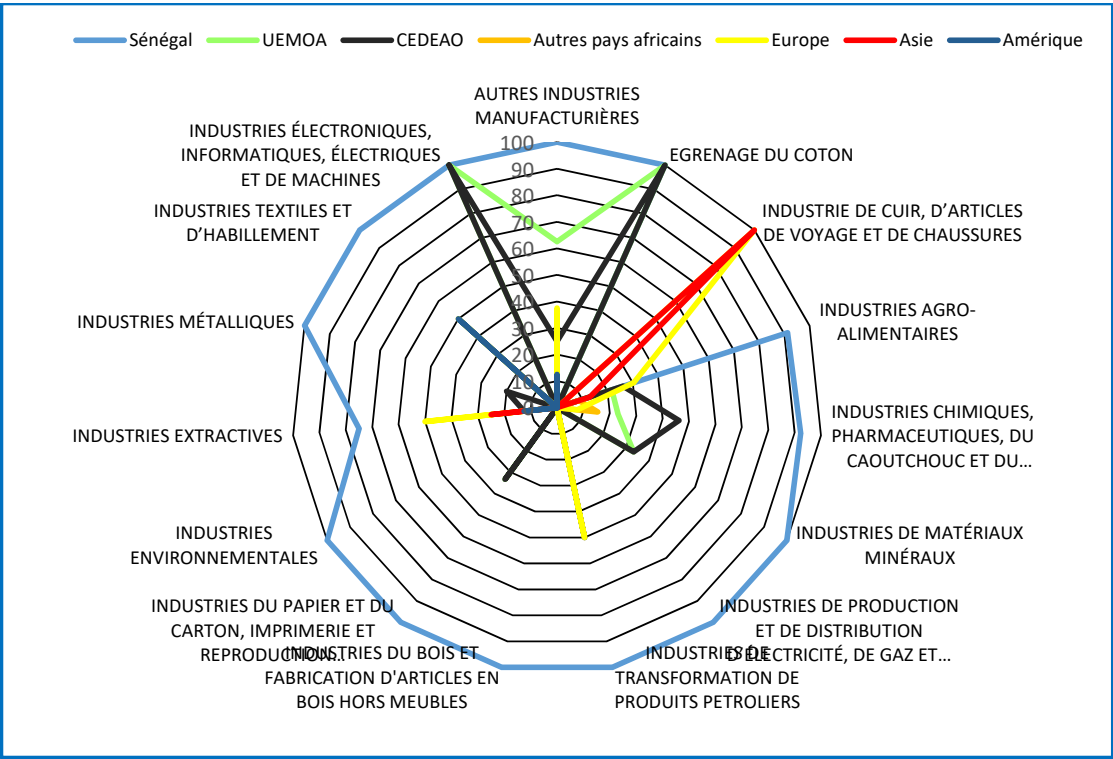 Sénégal UEMOA CEDEAO Autres pays africains Europe Asie Amérique
AUTRES INDUSTRIES
MANUFACTURIÈRES
EGRENAGE DU COTON
INDUSTRIE DE CUIR, D’ARTICLES
DE VOYAGE ET DE CHAUSSURES
INDUSTRIES AGRO-
ALIMENTAIRES
INDUSTRIES CHIMIQUES,
PHARMACEUTIQUES, DU
CAOUTCHOUC ET DU…
INDUSTRIES DE MATÉRIAUX
MINÉRAUX
INDUSTRIES DE PRODUCTION
ET DE DISTRIBUTION
D’ÉLECTRICITÉ, DE GAZ ET…
INDUSTRIES DE
TRANSFORMATION DE
PRODUITS PETROLIERS
INDUSTRIES DU BOIS ET
FABRICATION D'ARTICLES EN
BOIS HORS MEUBLES
INDUSTRIES DU PAPIER ET DU
CARTON, IMPRIMERIE ET
REPRODUCTION…
INDUSTRIES
ENVIRONNEMENTALES
INDUSTRIES EXTRACTIVES
INDUSTRIES MÉTALLIQUES
INDUSTRIES TEXTILES ET
D’HABILLEMENT
INDUSTRIES ÉLECTRONIQUES,
INFORMATIQUES, ÉLECTRIQUES
ET DE MACHINES
100
90
80
70
60
50
40
30
20
10
0